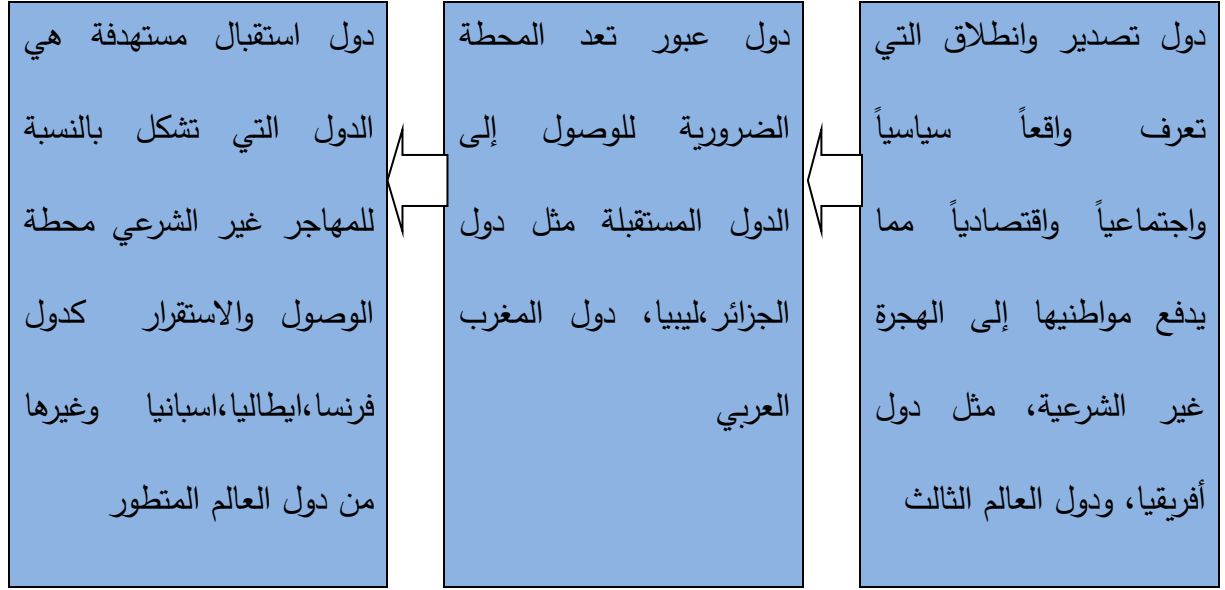 دول تصدير وانطلاق التي
تعرف واقعاً سياسياً
واجتماعياً واقتصادياً مما
يدفع مواطنيها إلى الهجرة
غير الشرعية، مثل دول
أفريقيا، ودول العالم الثالث
دول عبور تعد المحطة
الضرورية للوصول إلى
الدول المستقبلة مثل دول
الجزائر،ليبيا، دول المغرب
العربي
دول استقبال مستهدفة هي
الدول التي تشكل بالنسبة
للمهاجر غير الشرعي محطة
الوصول والاستقرار كدول
فرنسا،ايطاليا،اسبانيا وغيرها
من دول العالم المتطور